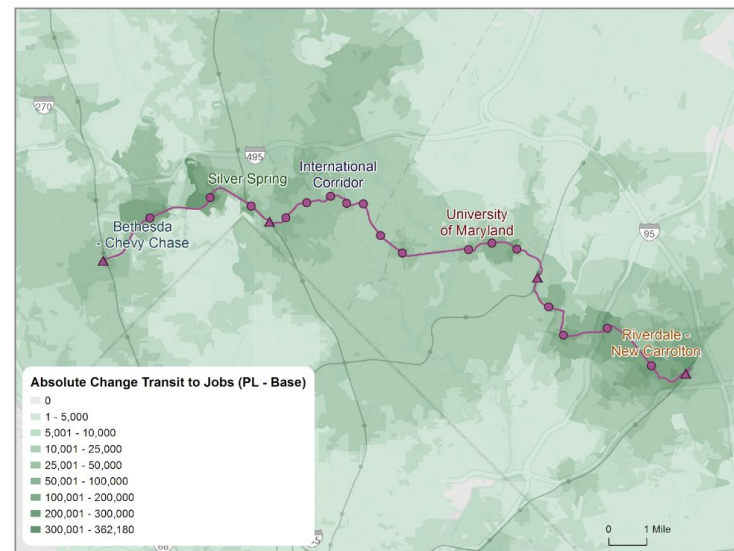 270
495
Silver Spring
International
Corridor
Bethesda
- Chevy Chase
University
of Maryland
95
Riverdale -
New Carrolton
Absolute Change Transit to Jobs (PL - Base)
0
1 - 5,000
5,001 - 10,000
10,001 - 25,000
25,001 - 50,000
50,001 - 100,000
100,001 - 200,000
200,001 - 300,000
300,001 - 362,180
0 1 Mile
66